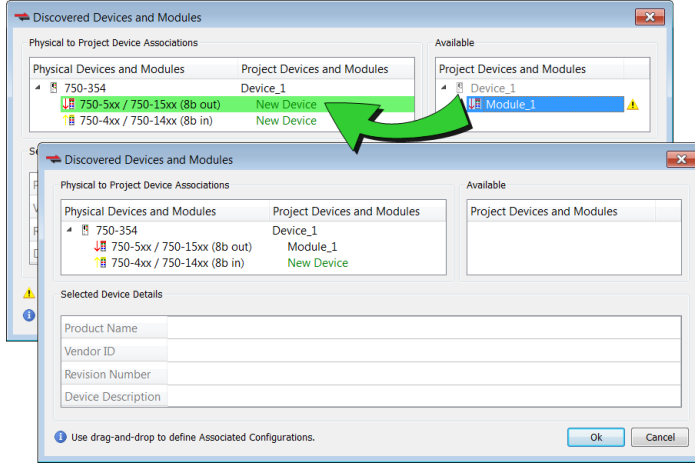 Discovered Devices and Modules
Physical to Project Device Associations
Available
Physical Devices and Modules Project Devices and Modules
Project Devices and Modules
750-354 Device_1
Device_1
750-5xx / 750-15xx (8b out) New Device
Module_1
750-4xx / 750-14xx (8b in) New Device
Discovered Devices and Modules
Physical to Project Device Associations
Available
Physical Devices and Modules Project Devices and Modules
Project Devices and Modules
750-354 Device_1
750-5xx / 750-15xx (8b out) Module_1
750-4xx / 750-14xx (8b in) New Device
Selected Device Details
Product Name
Vendor ID
Revision Number
Device Description
Use drag-and-drop to define Associated Configurations.
Ok Cancel